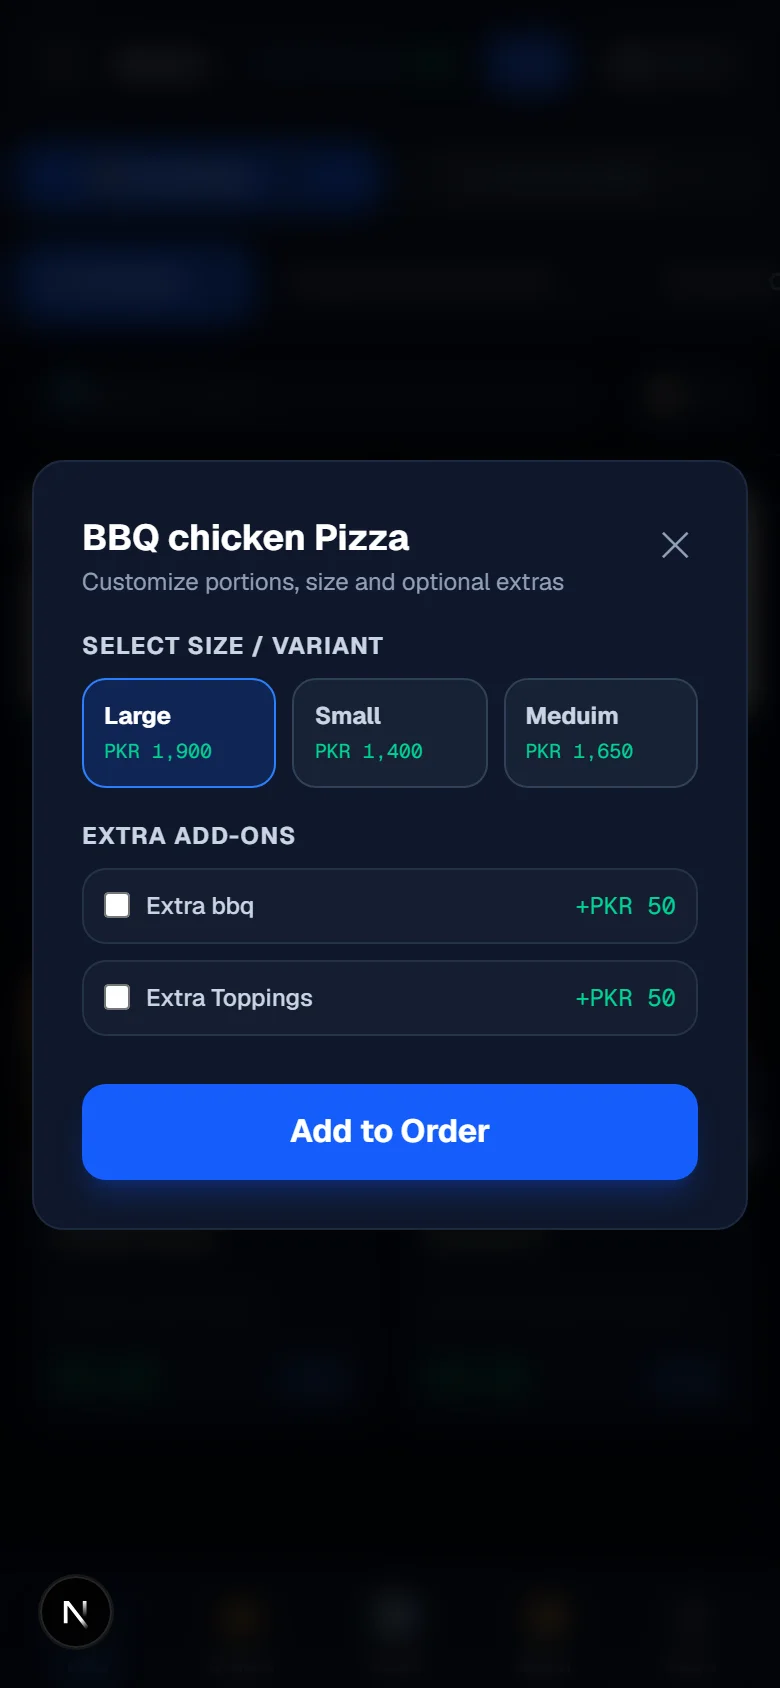 BBQ chicken Pizza
Customize portions, size and optional extras
SELECT SIZE / VARIANT
Large
PKR 1,900
Small
PKR 1,400
Meduim
PKR 1,650
EXTRA ADD-ONS
Extra bbq
+PKR 50
Extra Toppings
+PKR 50
Add to Order
N